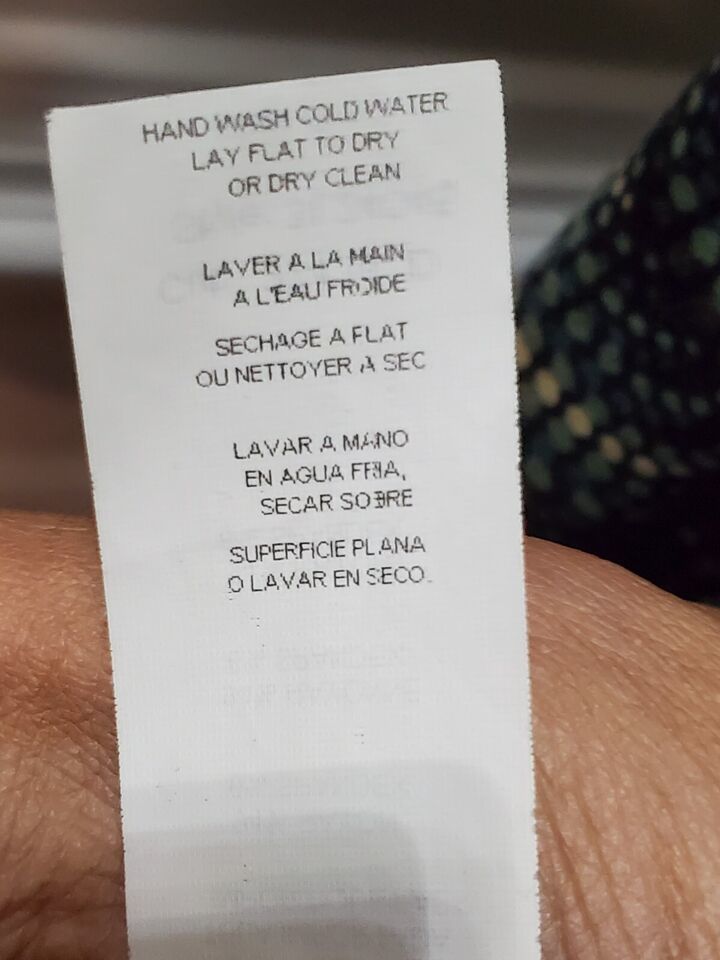 HAND WASH COLD WATER
LAY FLAT TO DRY
OR DRY CLEAN
LAVER A LA MAIN
A L'EAU FROIDE
SECHAGE A FLAT
OU NETTOYER A SEC
LAVAR A MANO
EN AGUA FRIA,
SECAR SOBRE
SUPERFICIE PLANA
O LAVAR EN SECO.